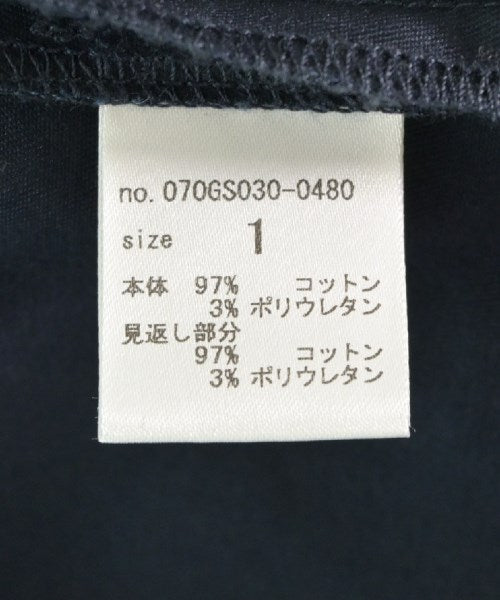 no. 070GS030-0480
size 1
本体 97% コットン
3% ポリウレタン
見返し部分
97% コットン
3% ポリウレタン